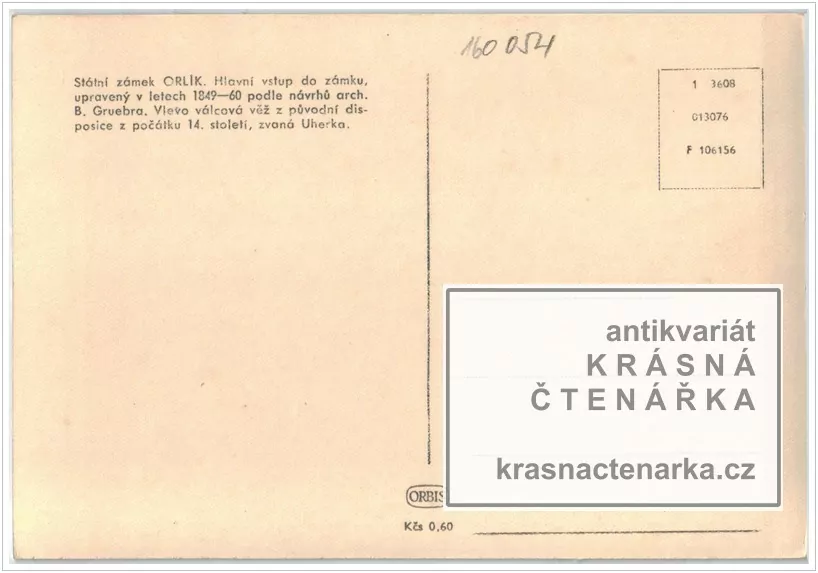 160 054
Státní zámek ORLÍK. Hlavní vstup do zámku,
upravený v letech 1849—60 podle návrhů arch.
B. Gruebra. Vlevo válcová věž z původní dis-
posice z počátku 14. století, zvaná Uherka.
1 3608
013076
F 106156
antikvariát
KRÁSNÁ
ČTENÁŘKA
krasnactenarka.cz
ORBIS
Kčs 0,60